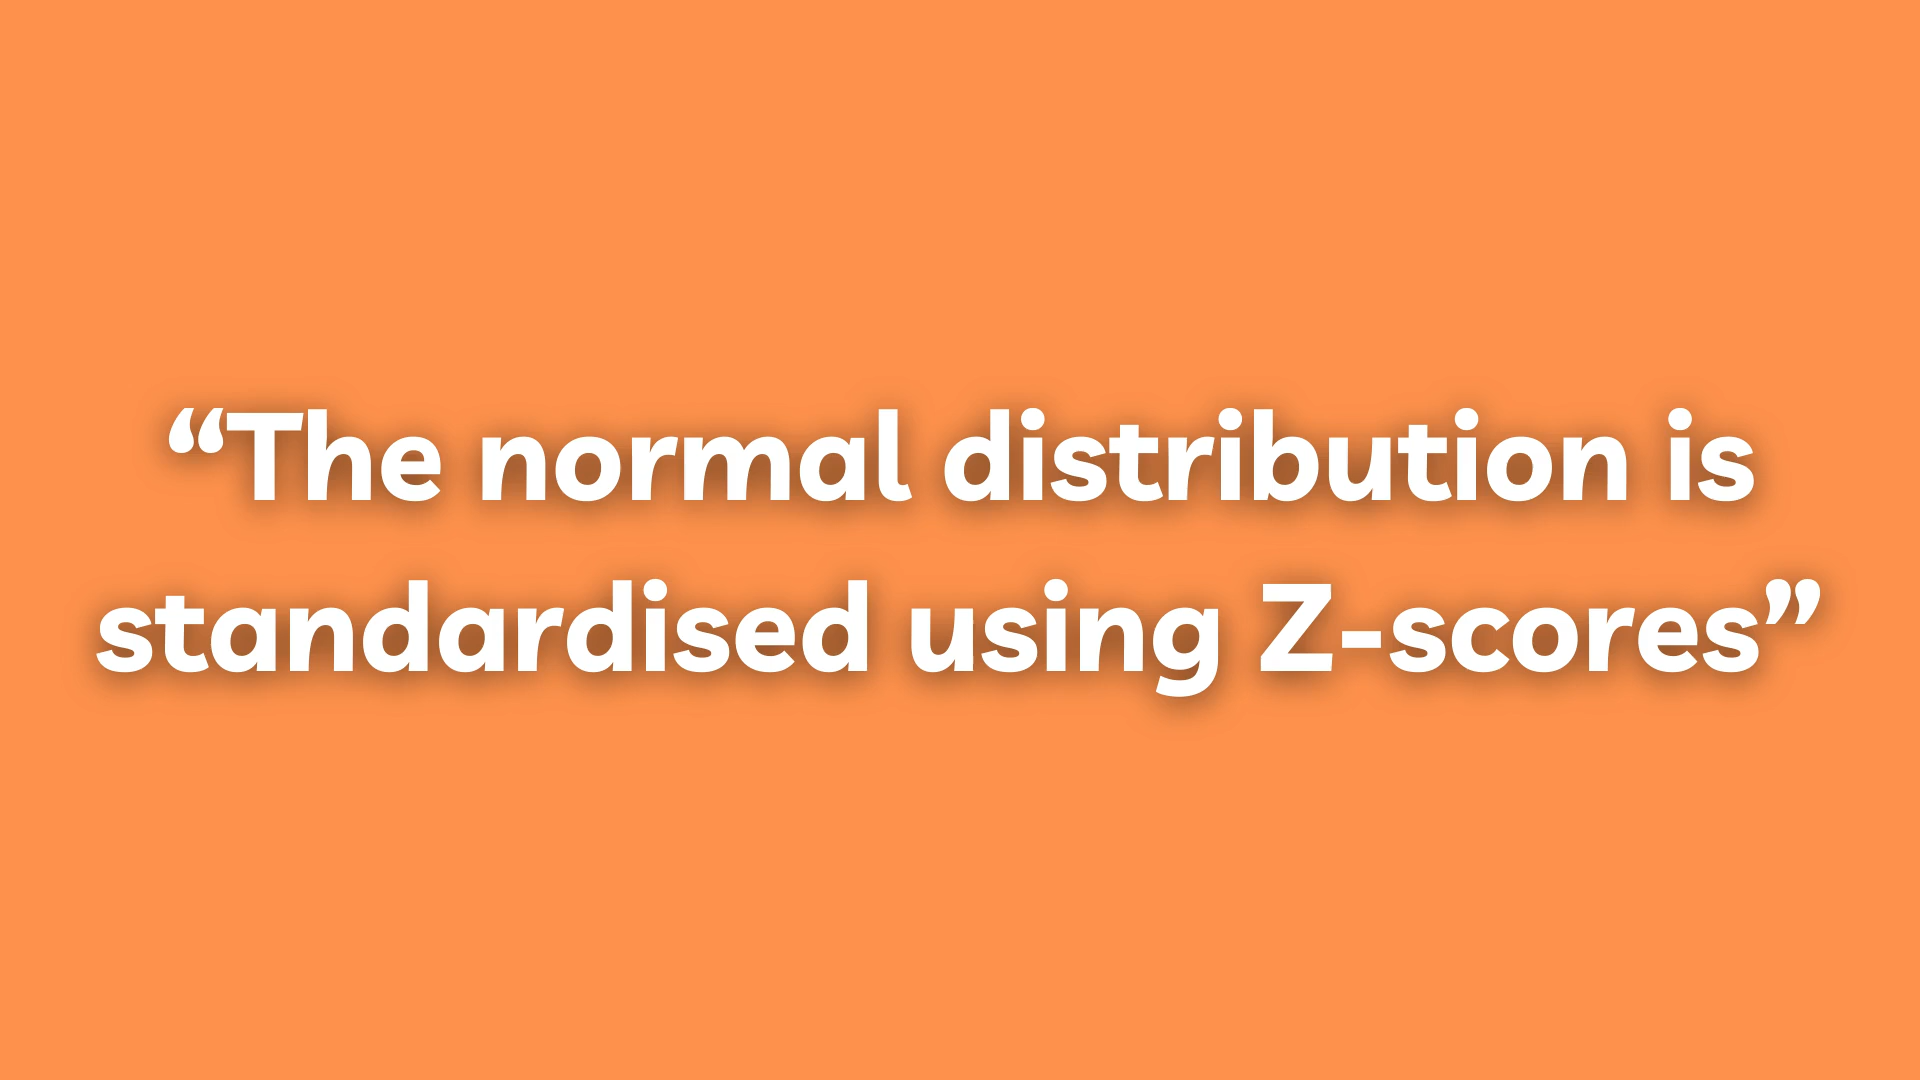 “The normal distribution is
standardised using Z-scores”